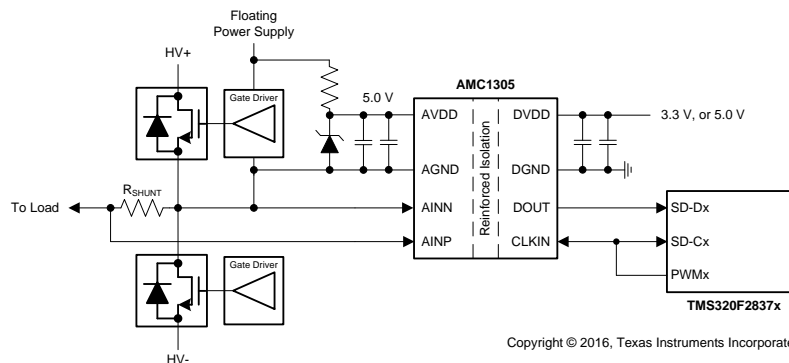 Floating
Power Supply
HV+
Gate Driver
5.0 V
AMC1305
AVDD
DVDD
3.3 V, or 5.0 V
AGND
DGND
Reinforced Isolation
RSHUNT
To Load
AINN
DOUT
SD-Dx
AINP
CLKIN
SD-Cx
PWMx
Gate Driver
TMS320F2837x
HV-
Copyright © 2016, Texas Instruments Incorporate